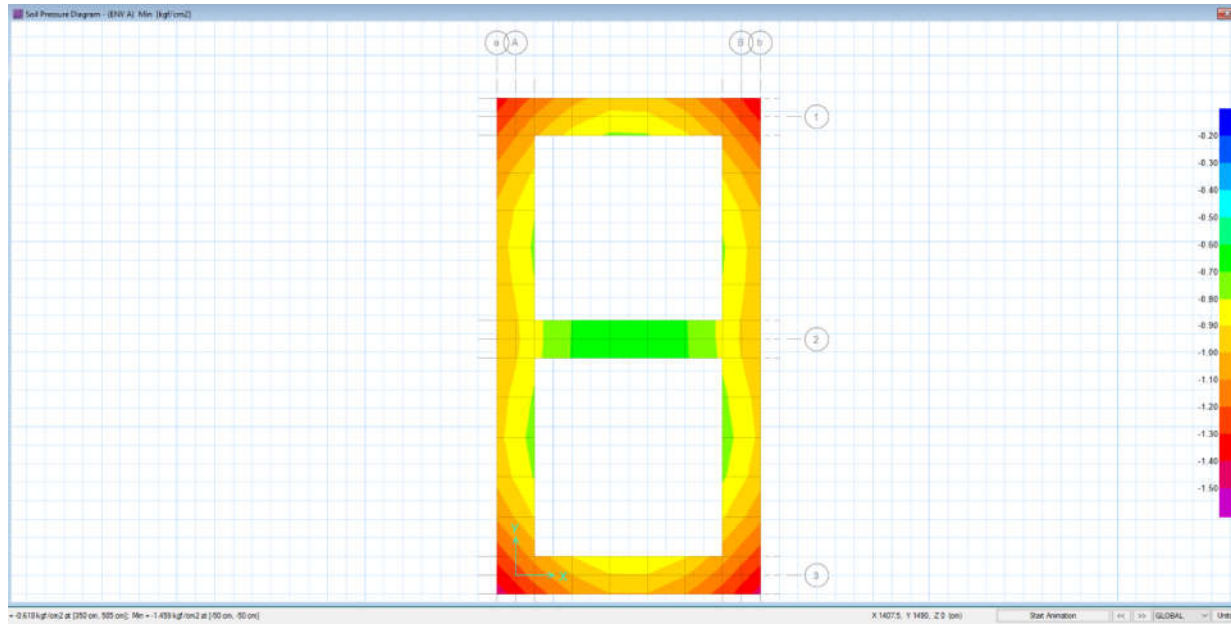 Soil Pressure Diagram - (ENV A) Min [kgf/cm2]
a A B b
1
2
3
Y
X
-0.20
-0.30
-0.40
-0.50
-0.60
-0.70
-0.80
-0.90
-1.00
-1.10
-1.20
-1.30
-1.40
-1.50
= -0.618 kgf/cm2 at [350 cm, 585 cm]; Min = -1.459 kgf/cm2 at [-50 cm, -50 cm]
X 1407.5, Y 1490, Z 0 (cm)
Start Animation
<<
>>
GLOBAL
Units